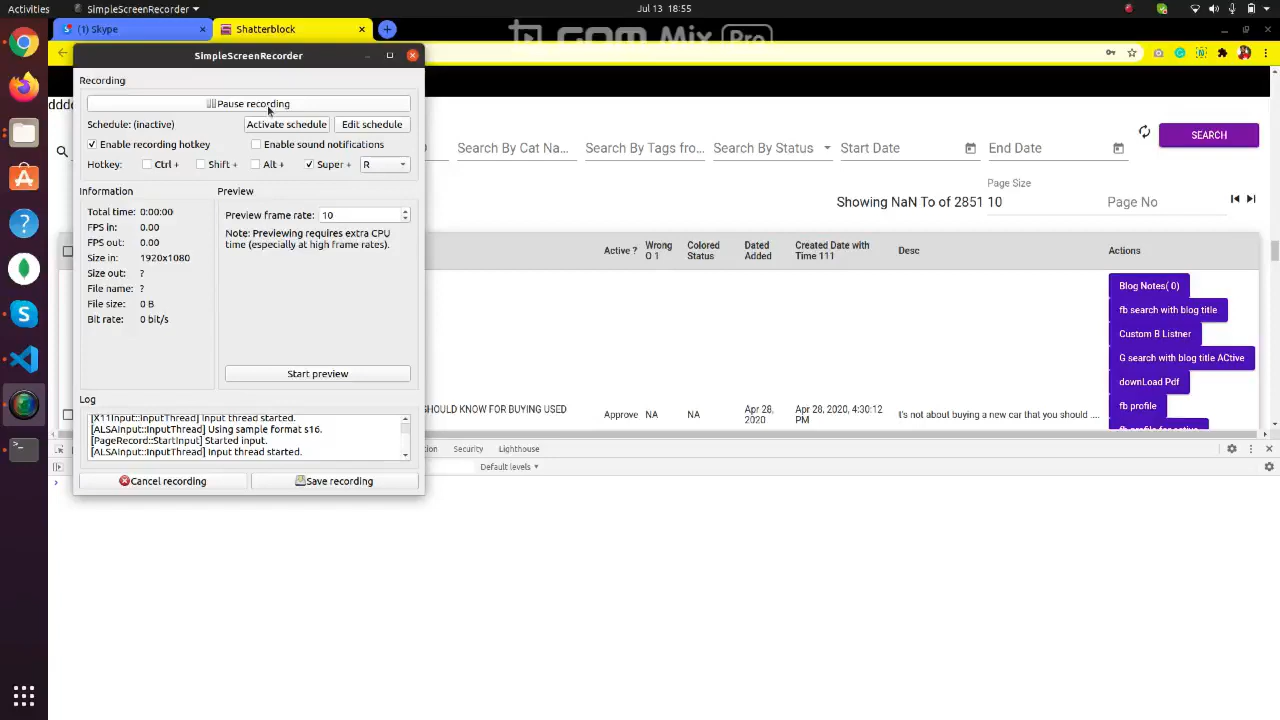 Activities
SimpleScreenRecorder
Jul 13 18:55
(1) Skype
Shatterblock
GOM Mix Pro
SimpleScreenRecorder
Recording
Pause recording
Schedule: (inactive)
Activate schedule
Edit schedule
Enable recording hotkey
Enable sound notifications
Hotkey:
Ctrl +
Shift +
Alt +
Super +
R
Information
Total time: 0:00:00
FPS in: 0.00
FPS out: 0.00
Size in: 1920x1080
Size out: ?
File name: ?
File size: 0 B
Bit rate: 0 bit/s
Preview
Preview frame rate: 10
Note: Previewing requires extra CPU
time (especially at high frame rates).
Start preview
Log
[X11Input::InputThread] Input thread started.
[ALSAInput::InputThread] Using sample format s16.
[PageRecord::StartInput] Started input.
[ALSAInput::InputThread] Input thread started.
Cancel recording
Save recording
Search By Cat Na...
Search By Tags fro...
Search By Status
Start Date
End Date
SEARCH
Showing NaN To of 2851
Page Size
10
Page No
Active ?
Wrong
O 1
Colored
Status
Dated
Added
Created Date with
Time 111
Desc
Actions
Blog Notes( 0)
fb search with blog title
Custom B Listner
G search with blog title ACtive
downLoad Pdf
fb profile
fb profile for active
SHOULD KNOW FOR BUYING USED
Approve
NA
NA
Apr 28,
2020
Apr 28, 2020, 4:30:12
PM
t's not about buying a new car that you should ....
Security
Lighthouse
Default levels